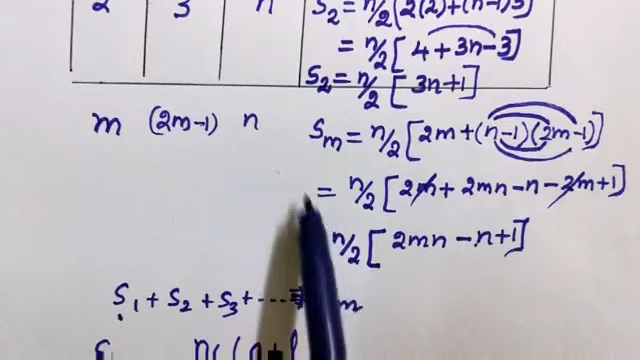 2 3 n S₂ = n/2 [2(2)+(n-1)3]
= n/2 [4+3n-3]
S₂ = n/2 [3n+1]
m (2m-1) n Sₘ = n/2 [2m+(n-1)(2m-1)]
= n/2 [2m+2mn-n-2m+1]
n/2 [2mn-n+1]
S₁+S₂+S₃+----